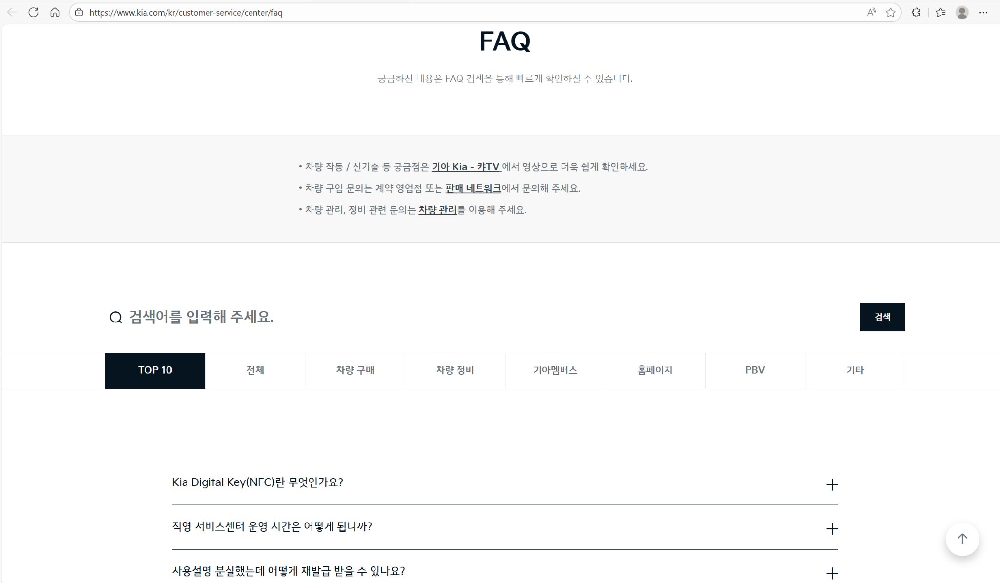 https://www.kia.com/kr/customer-service/center/faq
FAQ
궁금하신 내용은 FAQ 검색을 통해 빠르게 확인하실 수 있습니다.
• 차량 작동 / 신기술 등 궁금점은 기아 Kia - 캬TV 에서 영상으로 더욱 쉽게 확인하세요.
• 차량 구입 문의는 계약 영업점 또는 판매 네트워크에서 문의해 주세요.
• 차량 관리, 정비 관련 문의는 차량 관리를 이용해 주세요.
검색어를 입력해 주세요.
검색
TOP 10 전체 차량 구매 차량 정비 기아멤버스 홈페이지 PBV 기타
Kia Digital Key(NFC)란 무엇인가요?
직영 서비스센터 운영 시간은 어떻게 됩니까?
사용설명 분실했는데 어떻게 재발급 받을 수 있나요?